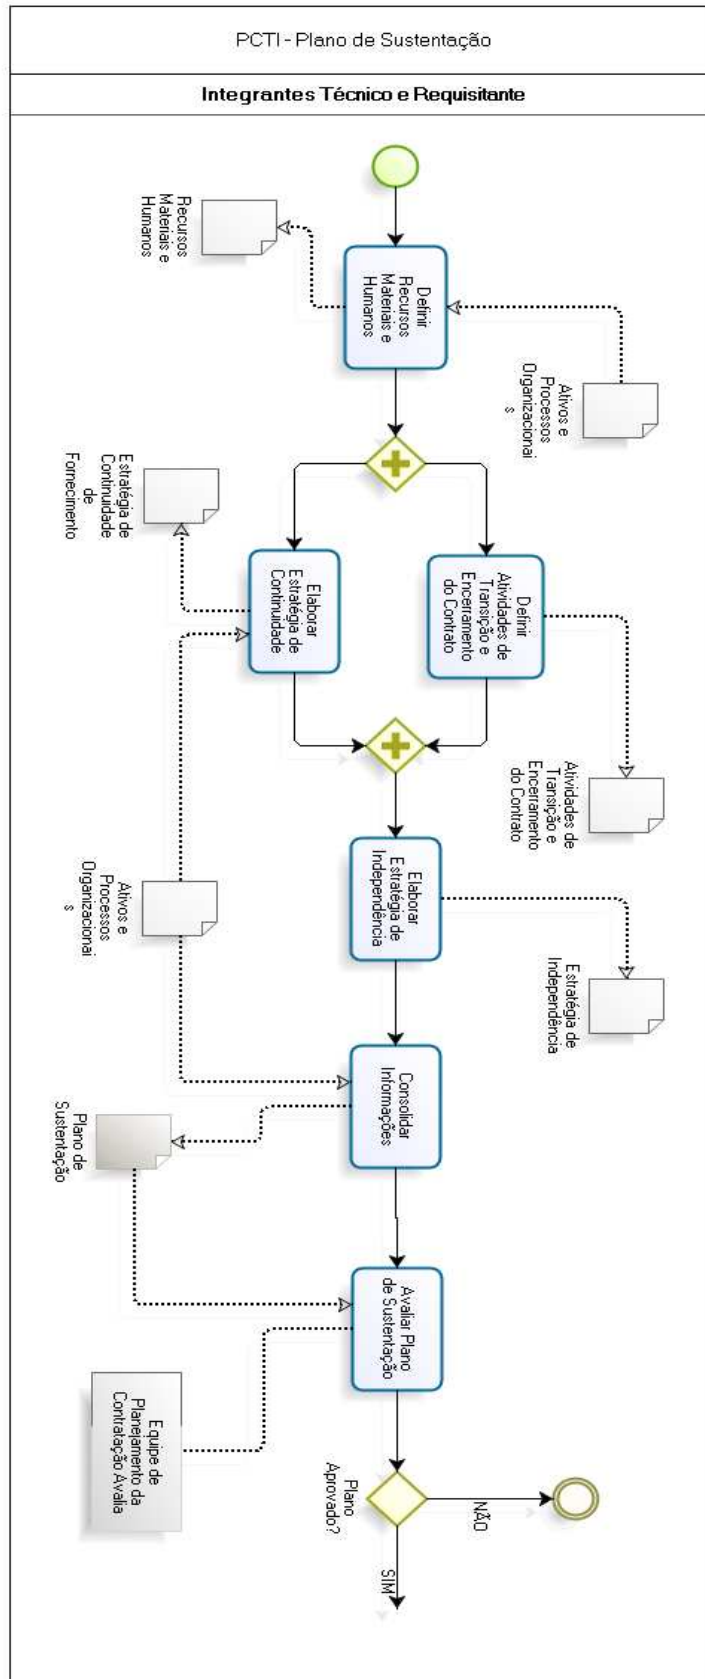 PCTI - Plano de Sustentação
Integrantes Técnico e Requisitante
Recursos
Materiais e
Humanos
Definir
Recursos
Materiais e
Humanos
Ativos e
Processos
Organizacionai
s
Estratégia de
Continuidade
de
Fornecimento
Elaborar
Estratégia de
Continuidade
Definir
Atividades de
Transição e
Encerramento
do Contrato
Atividades de
Transição e
Encerramento
do Contrato
Ativos e
Processos
Organizacionai
s
Elaborar
Estratégia de
Independência
Estratégia de
Independência
Consolidar
Informações
Plano de
Sustentação
Avaliar Plano
de Sustentação
Equipe de
Planejamento da
Contratação Avalia
Plano
Aprovado?
NÃO
SIM